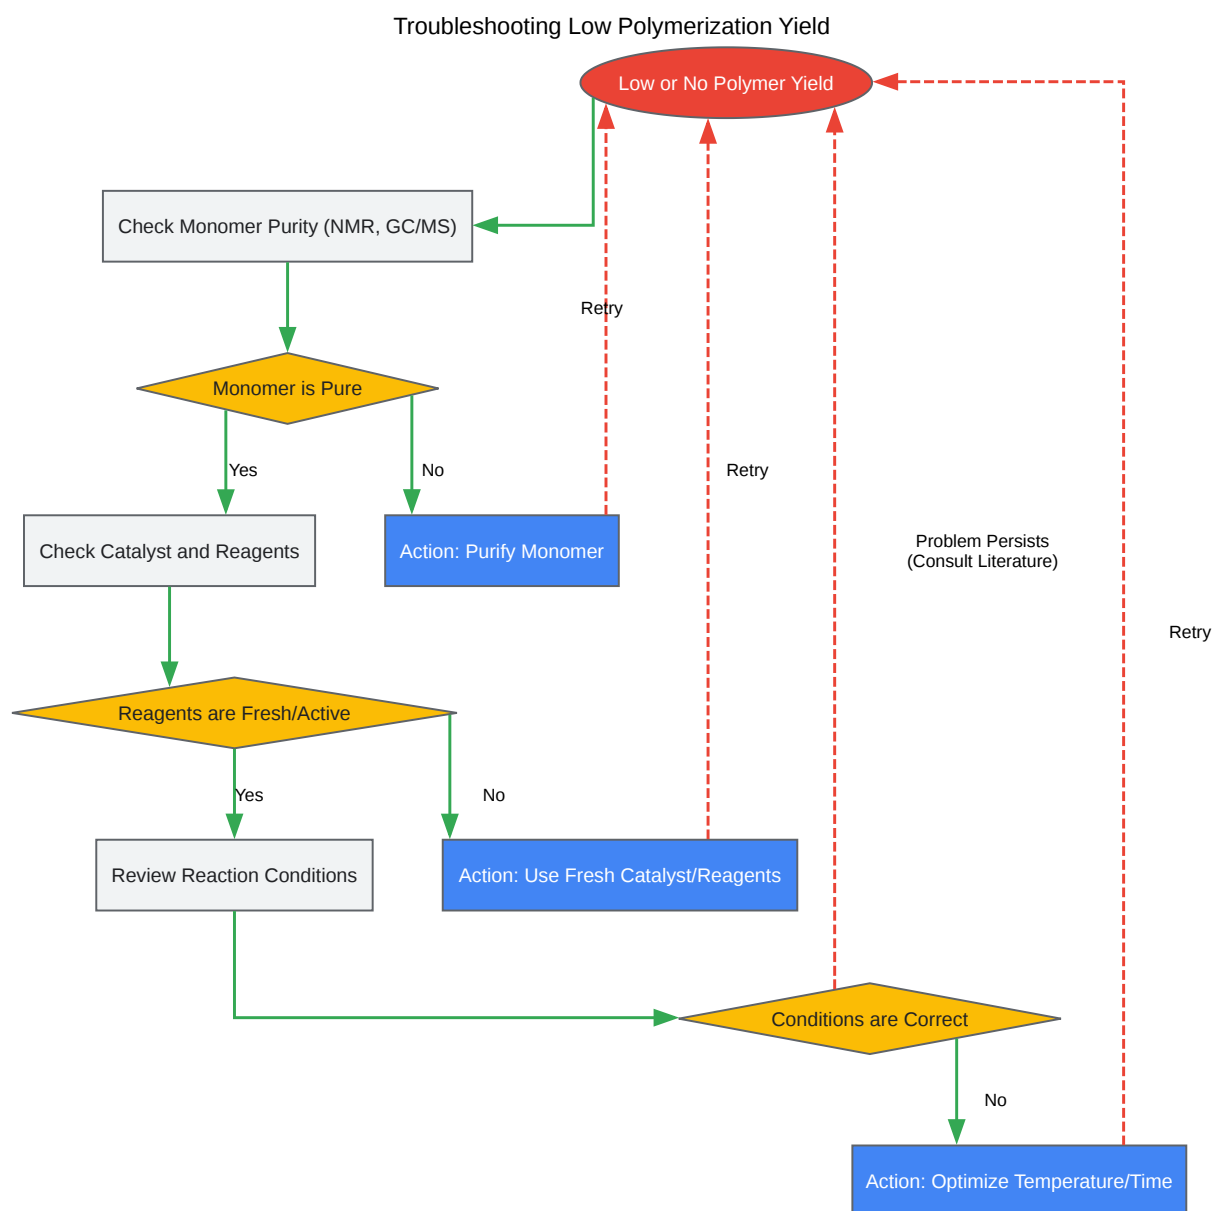 Troubleshooting Low Polymerization Yield
Low or No Polymer Yield
Check Monomer Purity (NMR, GC/MS)
Retry
Monomer is Pure
Yes
No
Retry
Check Catalyst and Reagents
Action: Purify Monomer
Problem Persists
(Consult Literature)
Retry
Reagents are Fresh/Active
Yes
No
Review Reaction Conditions
Action: Use Fresh Catalyst/Reagents
Conditions are Correct
No
Action: Optimize Temperature/Time